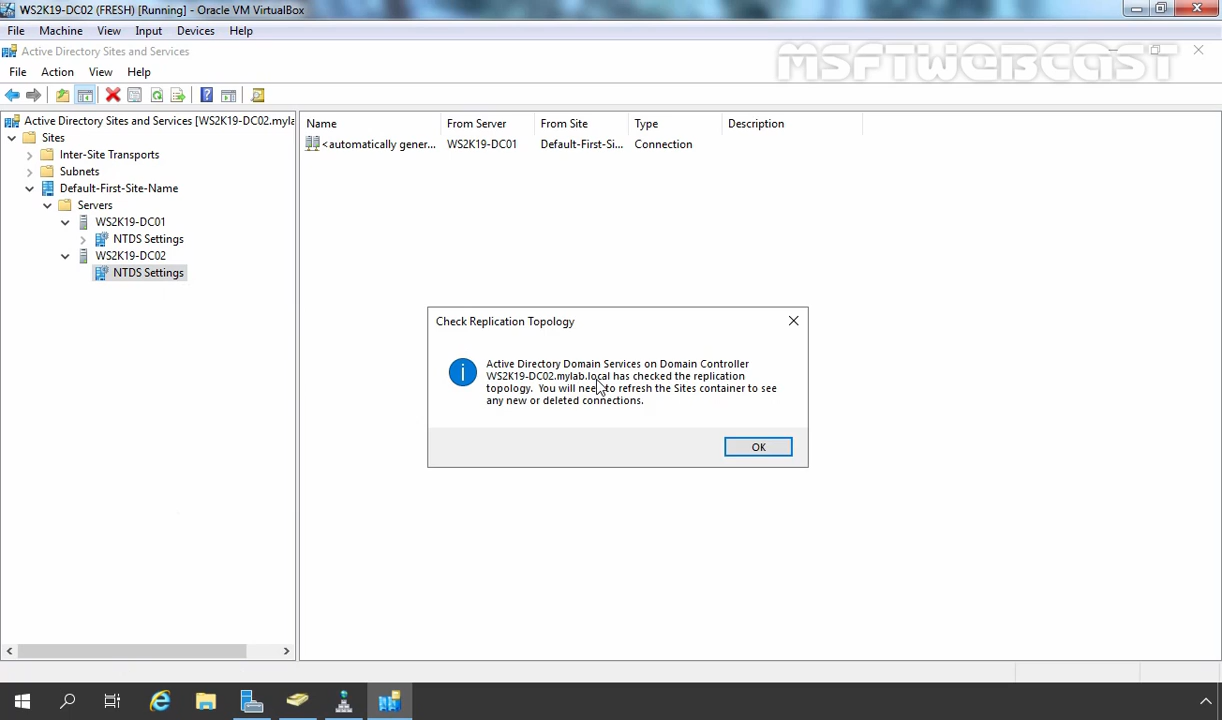 WS2K19-DC02 (FRESH) [Running] - Oracle VM VirtualBox
File Machine View Input Devices Help
Active Directory Sites and Services
MSFTWEBCAST
File Action View Help
Active Directory Sites and Services [WS2K19-DC02.myla
Name From Server From Site Type Description
Sites
<automatically gener... WS2K19-DC01 Default-First-Si... Connection
Inter-Site Transports
Subnets
Default-First-Site-Name
Servers
WS2K19-DC01
NTDS Settings
WS2K19-DC02
NTDS Settings
Check Replication Topology
Active Directory Domain Services on Domain Controller
WS2K19-DC02.mylab.local has checked the replication
topology. You will need to refresh the Sites container to see
any new or deleted connections.
OK